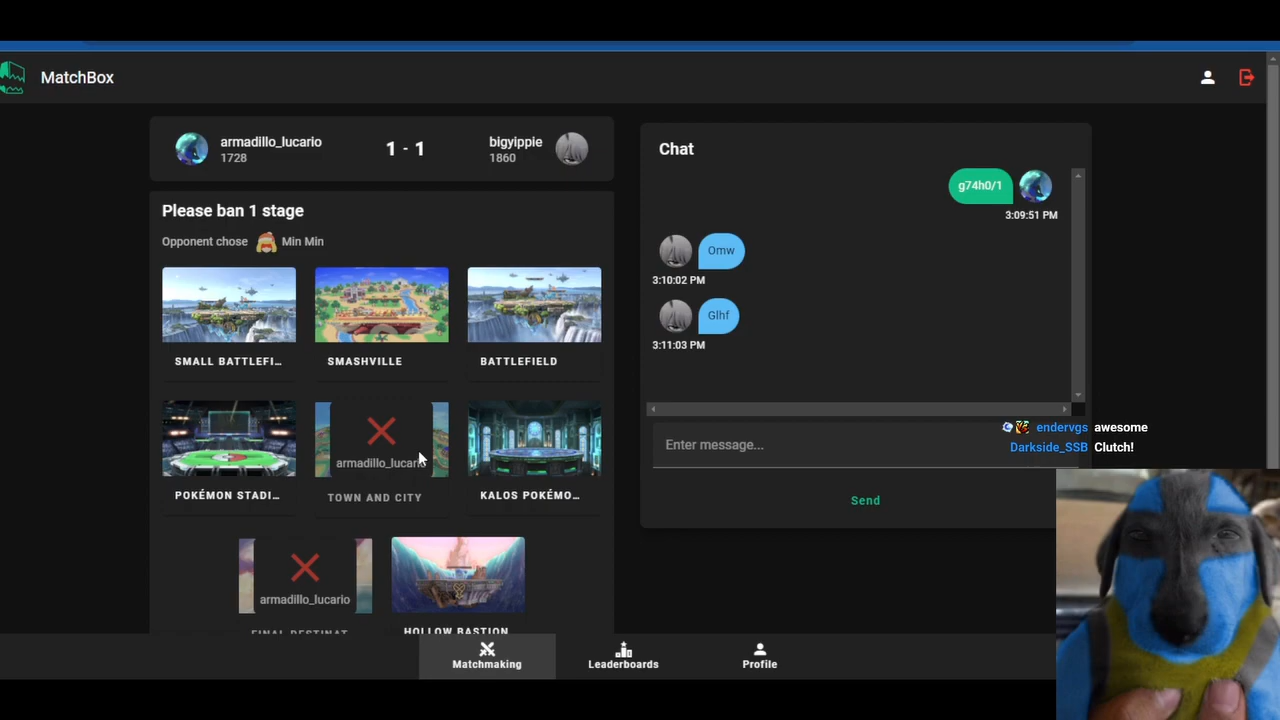 MatchBox
armadillo_lucario
1728
1 - 1
bigyippie
1860
Please ban 1 stage
Opponent chose Min Min
SMALL BATTLEFI...
SMASHVILLE
BATTLEFIELD
POKÉMON STADI...
armadillo_lucario
TOWN AND CITY
KALOS POKÉMO...
armadillo_lucario
FINAL DESTINAT
HOLLOW BASTION
Chat
g74h0/1
3:09:51 PM
Omw
3:10:02 PM
Glhf
3:11:03 PM
Enter message...
Send
endervgs awesome
Darkside_SSB Clutch!
Matchmaking
Leaderboards
Profile